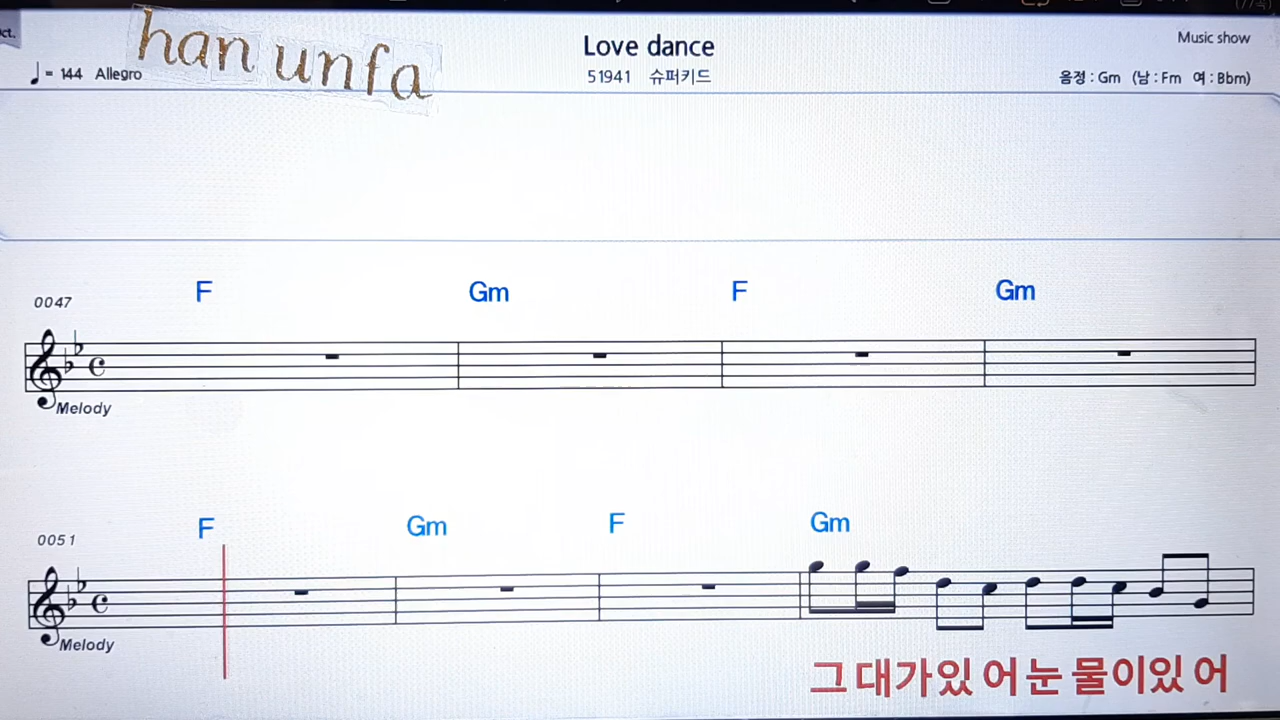 han unfa
Love dance
Music show
♩= 144 Allegro
51941 슈퍼키드
음정 : Gm (남 : Fm 여 : Bbm)
F Gm F Gm
0047
Melody
F Gm F Gm
0051
Melody
그대가있어눈물이있어